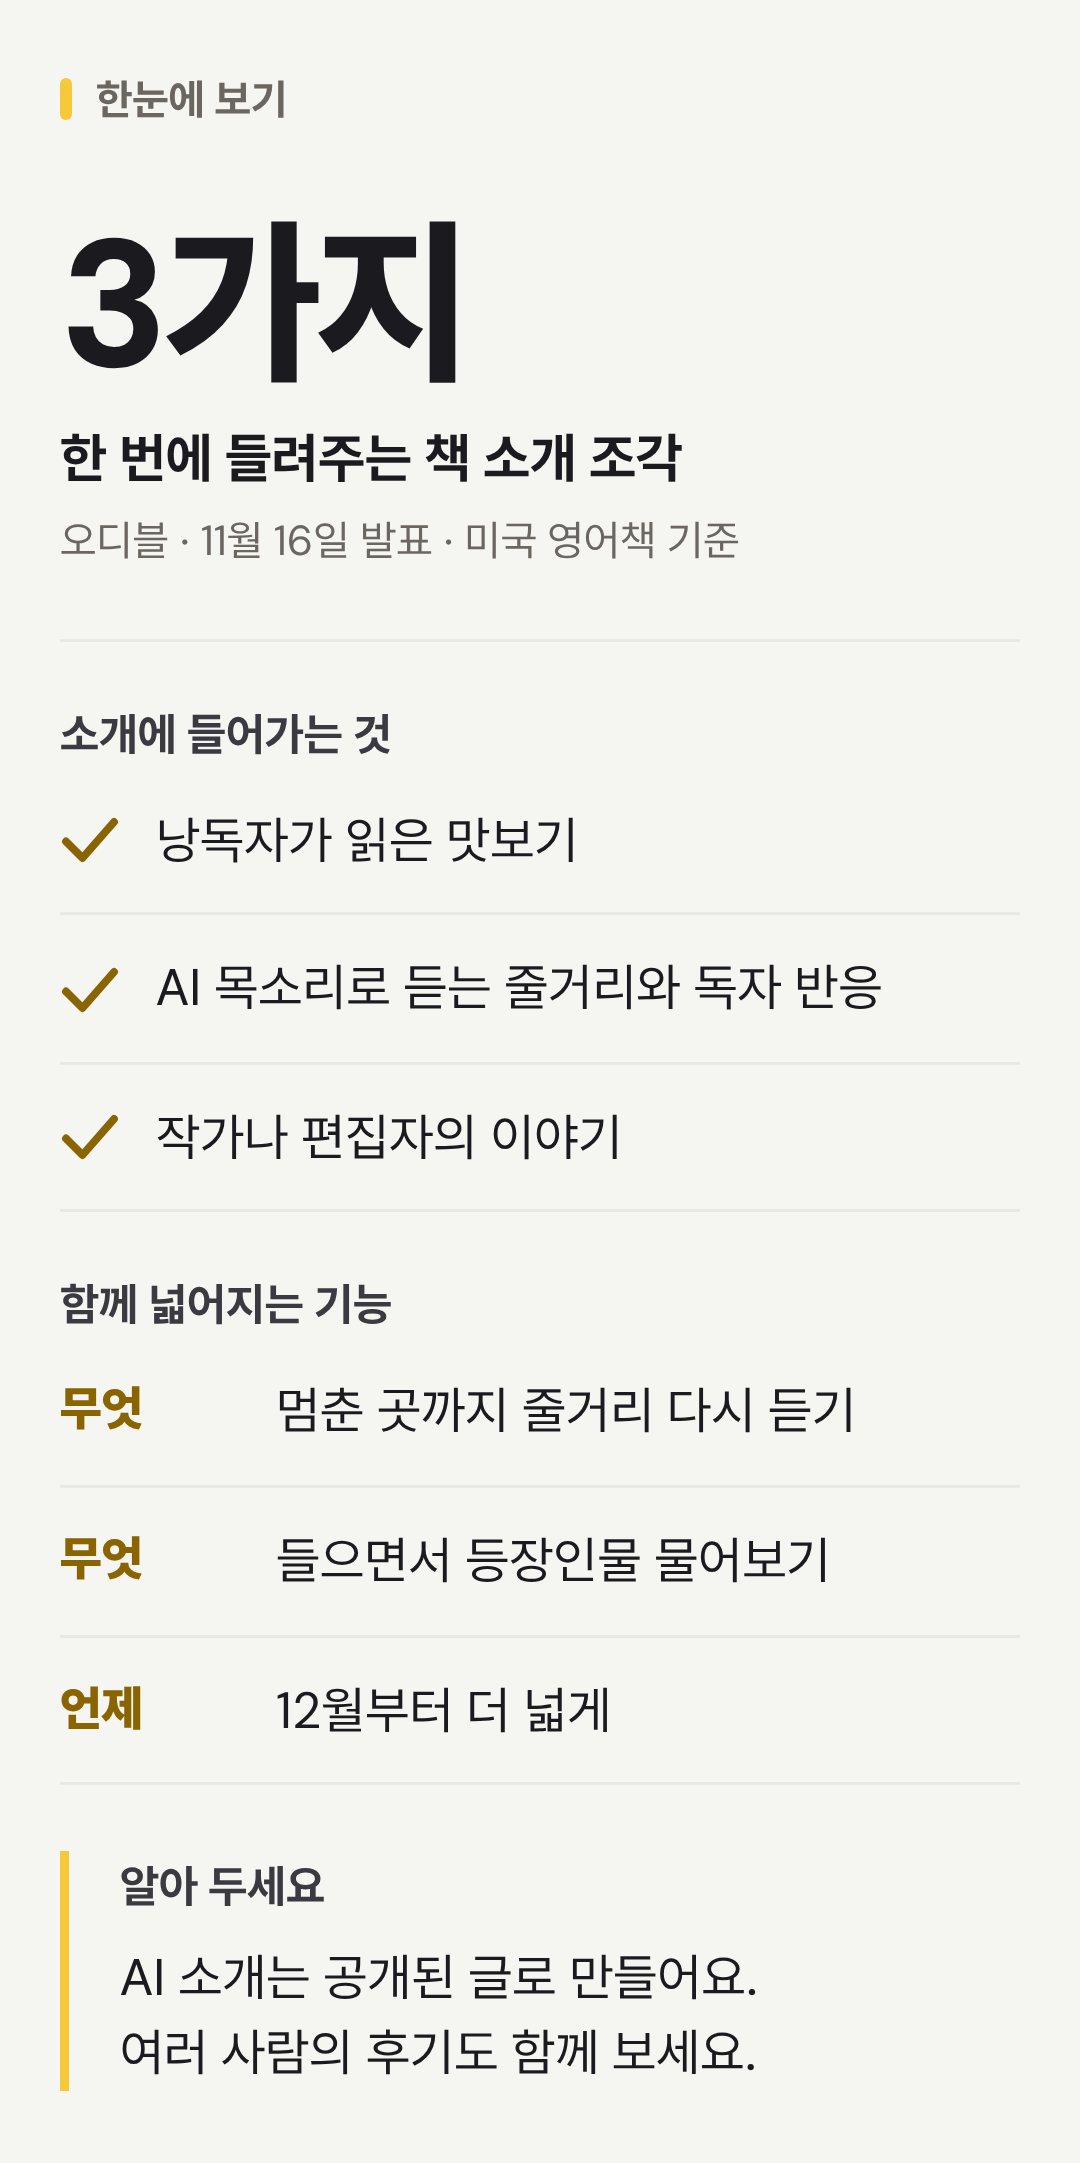 한눈에 보기
3가지
한 번에 들려주는 책 소개 조각
오디블 · 11월 16일 발표 · 미국 영어책 기준
소개에 들어가는 것
낭독자가 읽은 맛보기
AI 목소리로 듣는 줄거리와 독자 반응
작가나 편집자의 이야기
함께 넓어지는 기능
무엇 멈춘 곳까지 줄거리 다시 듣기
무엇 들으면서 등장인물 물어보기
언제 12월부터 더 넓게
알아 두세요
AI 소개는 공개된 글로 만들어요.
여러 사람의 후기도 함께 보세요.